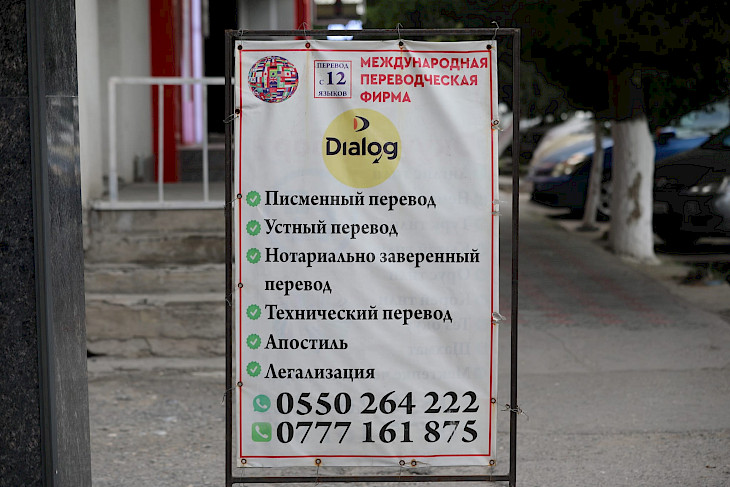 ПЕРЕВОД
с 12
ЯЗЫКОВ
МЕЖДУНАРОДНАЯ
ПЕРЕВОДЧЕСКАЯ
ФИРМА
Dialog
Писменный перевод
Устный перевод
Нотариально заверенный
перевод
Технический перевод
Апостиль
Легализация
0550 264 222
0777 161 875